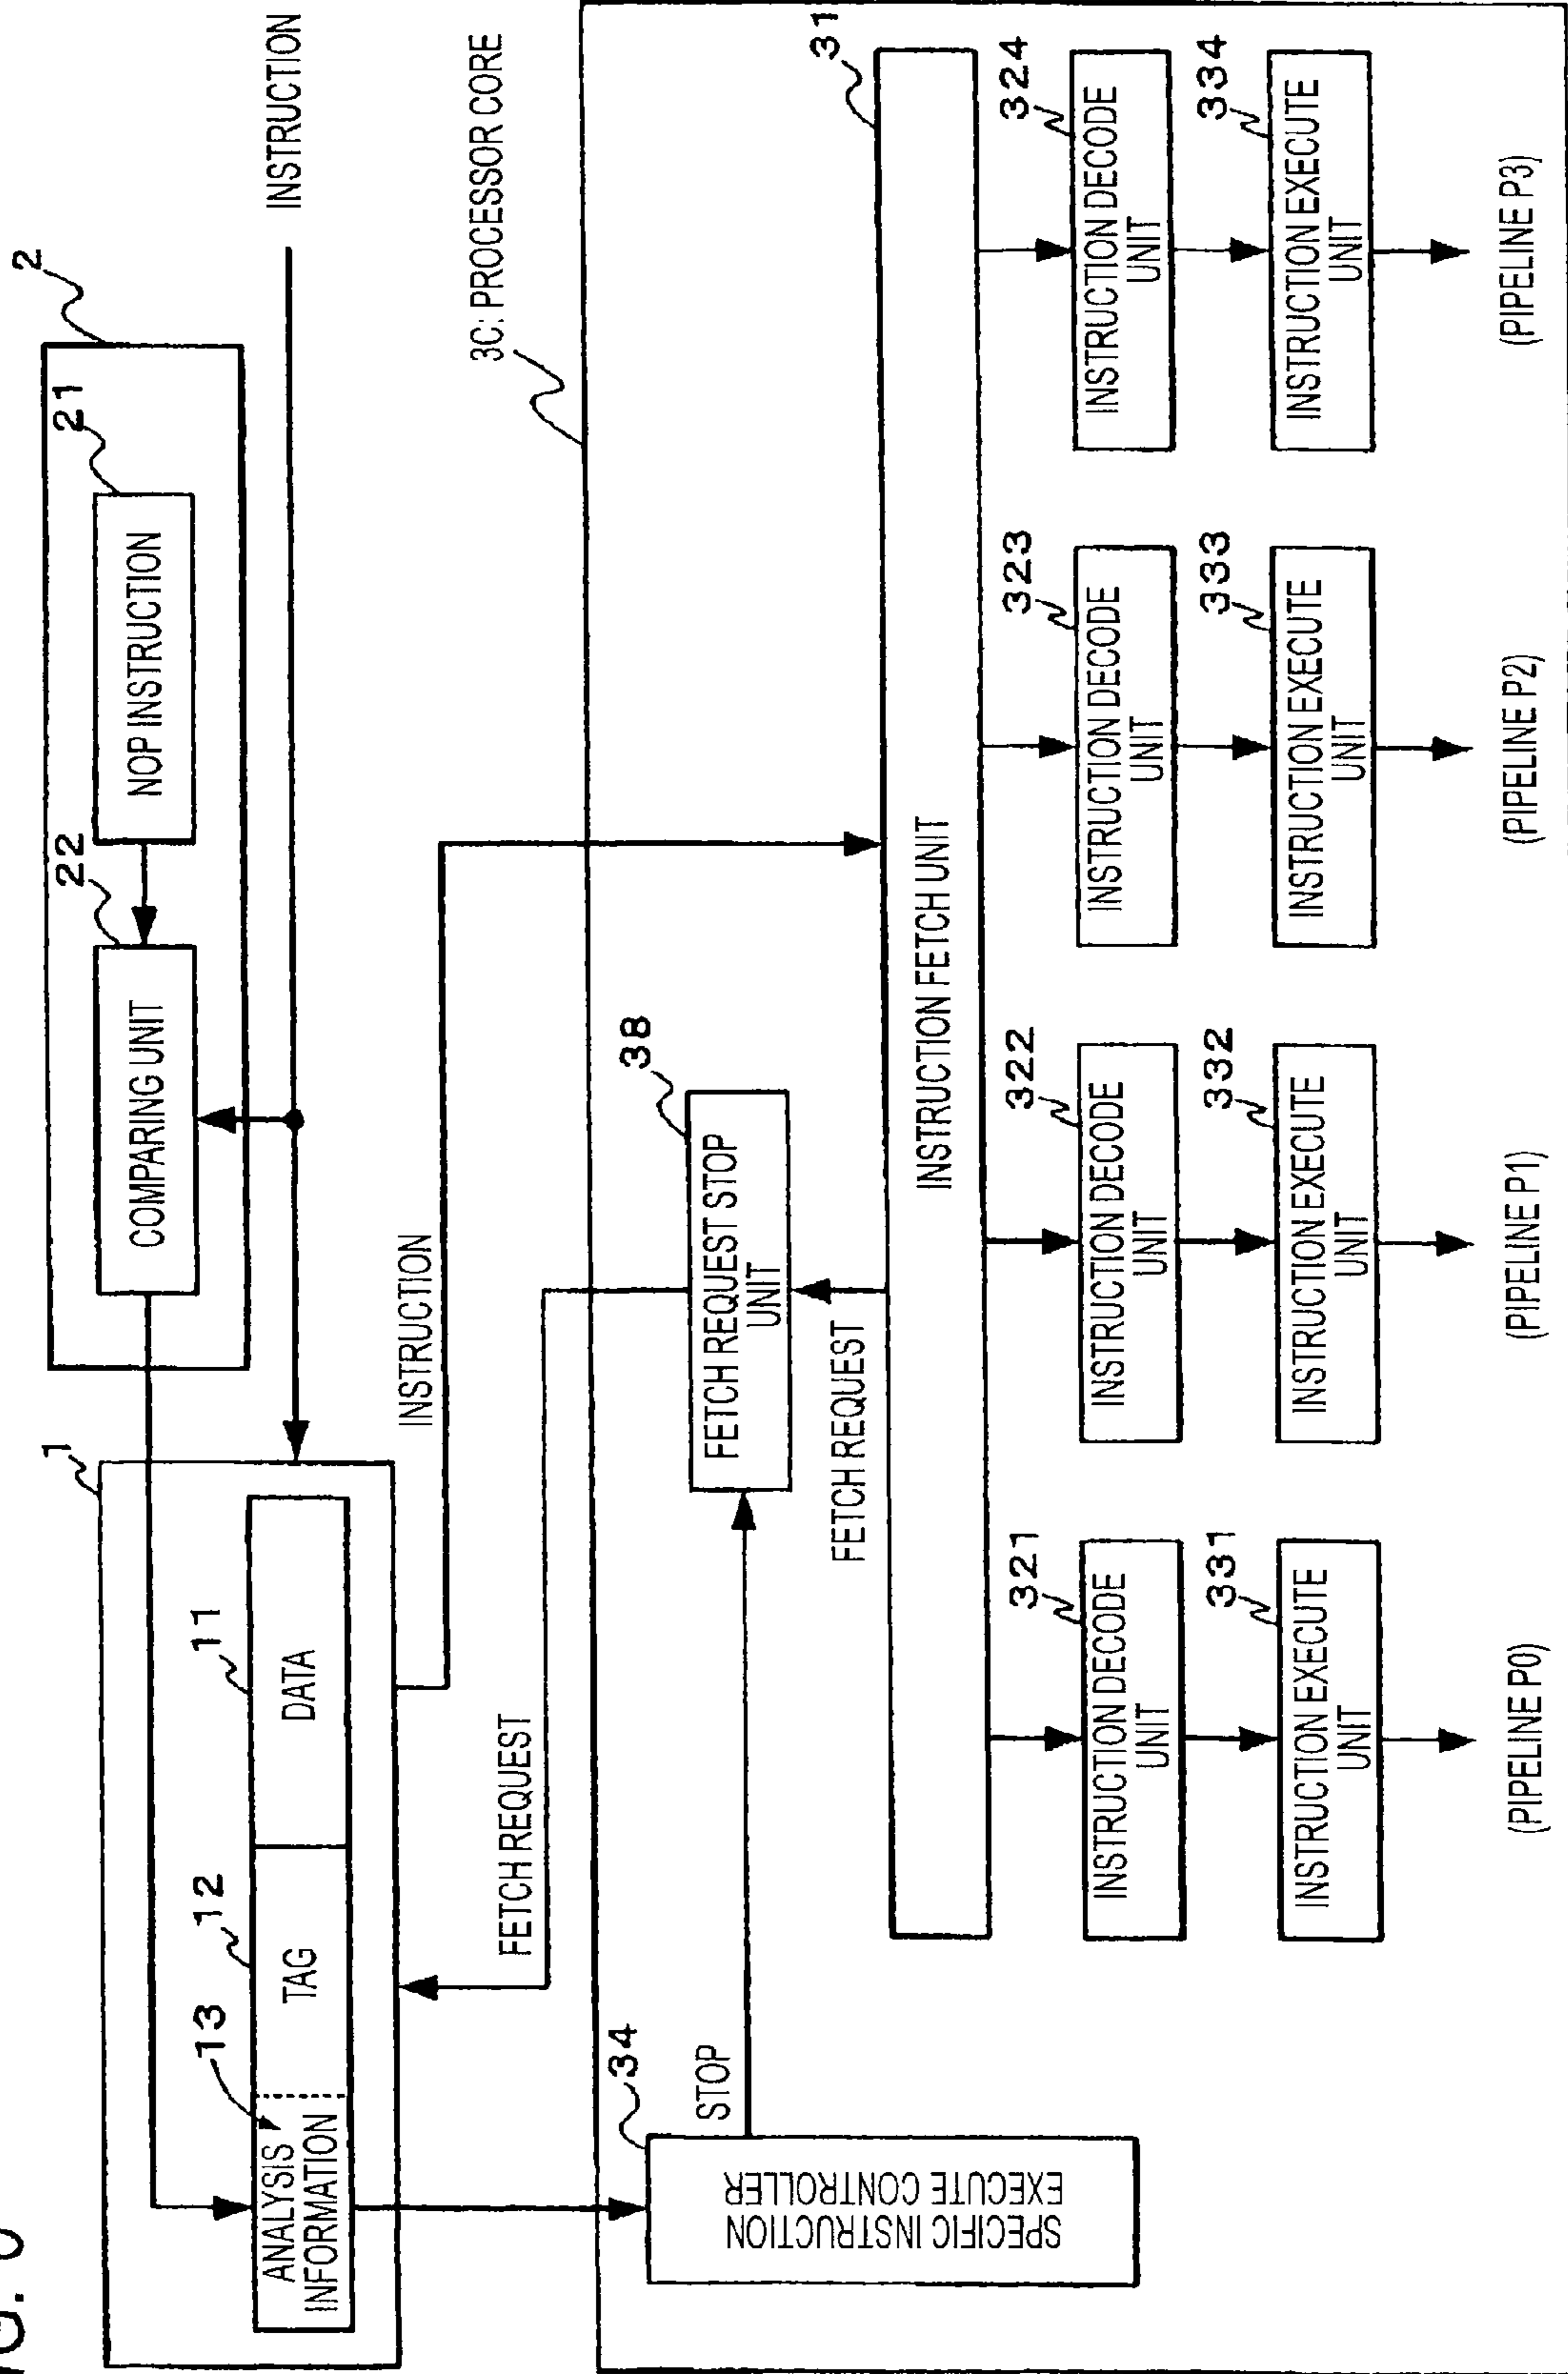 2
21
NOP INSTRUCTION
22
COMPARING UNIT
INSTRUCTION
1
11
DATA
12
TAG
13
ANALYSIS
INFORMATION
INSTRUCTION
FETCH REQUEST
3C: PROCESSOR CORE
34
SPECIFIC INSTRUCTION
EXECUTE CONTROLLER
STOP
38
FETCH REQUEST STOP
UNIT
FETCH REQUEST
31
INSTRUCTION FETCH UNIT
321
INSTRUCTION DECODE
UNIT
322
INSTRUCTION DECODE
UNIT
323
INSTRUCTION DECODE
UNIT
324
INSTRUCTION DECODE
UNIT
331
INSTRUCTION EXECUTE
UNIT
332
INSTRUCTION EXECUTE
UNIT
333
INSTRUCTION EXECUTE
UNIT
334
INSTRUCTION EXECUTE
UNIT
(PIPELINE P0)
(PIPELINE P1)
(PIPELINE P2)
(PIPELINE P3)